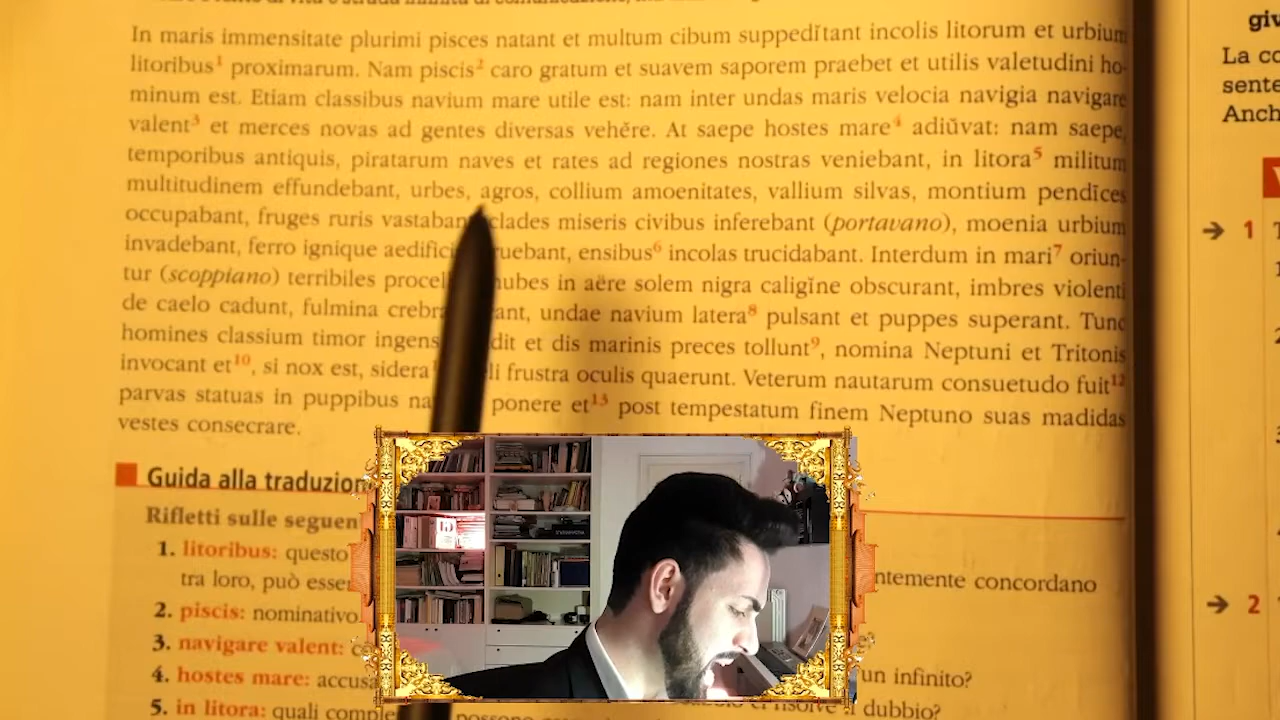 In maris immensitate plurimi pisces natant et multum cibum suppedĭtant incolis litorum et urbium
litoribus¹ proximarum. Nam piscis² caro gratum et suavem saporem praebet et utilis valetudini ho-
minum est. Etiam classibus navium mare utile est: nam inter undas maris velocia navigia navigare
valent³ et merces novas ad gentes diversas vehĕre. At saepe hostes mare⁴ adiŭvat: nam saepe,
temporibus antiquis, piratarum naves et rates ad regiones nostras veniebant, in litora⁵ militum
multitudinem effundebant, urbes, agros, collium amoenitates, vallium silvas, montium pendīces
occupabant, fruges ruris vastaban clades miseris civibus inferebant (portavano), moenia urbium
invadebant, ferro ignique aedifici ruebant, ensibus⁶ incolas trucidabant. Interdum in mari⁷ oriun-
tur (scoppiano) terribiles procel nubes in aëre solem nigra caligĭne obscurant, imbres violenti
de caelo cadunt, fulmina crebra ant, undae navium latera⁸ pulsant et puppes superant. Tunc
homines classium timor ingens dit et dis marinis preces tollunt⁹, nomina Neptuni et Tritonis
invocant et¹⁰, si nox est, sidera li frustra oculis quaerunt. Veterum nautarum consuetudo fuit¹²
parvas statuas in puppibus na ponere et¹³ post tempestatum finem Neptuno suas madidas
vestes consecrare.
Guida alla traduzion
Rifletti sulle seguen
1. litoribus: questo
tra loro, può esser ntemente concordano
2. piscis: nominativo
3. navigare valent: c
4. hostes mare: accusa un infinito?
5. in litora: quali comple possono dubbio?
giv
La co
sente
Anch
1
2